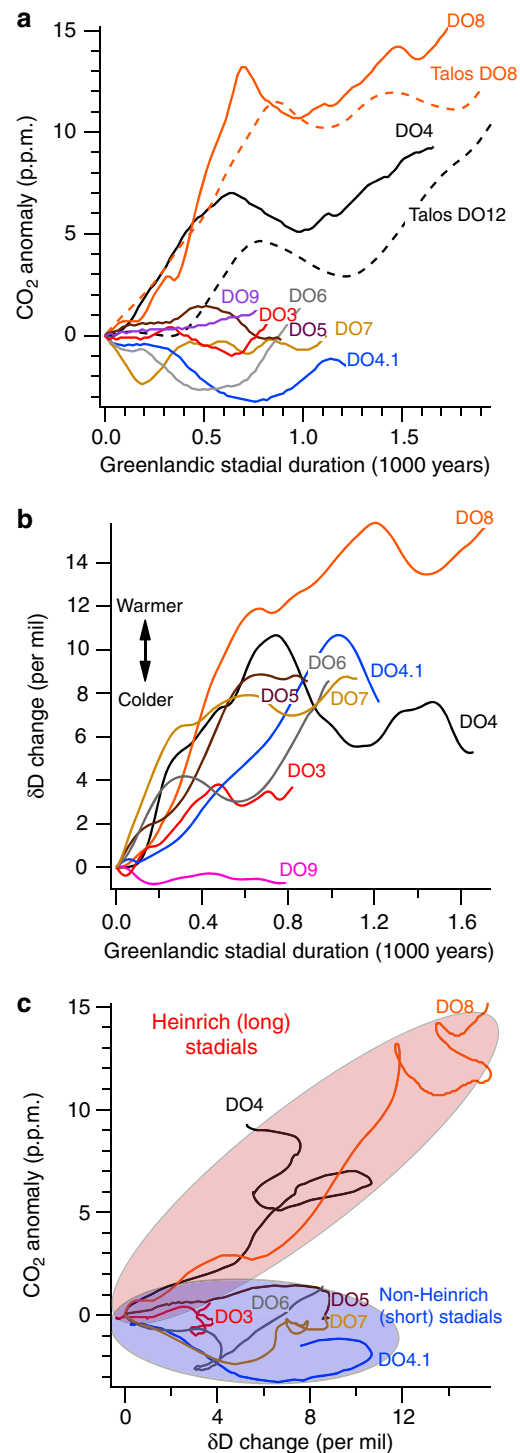 a
15
10
5
0
CO₂ anomaly (p.p.m.)
DO8
Talos DO8
DO4
Talos DO12
DO9
DO6
DO3
DO5
DO7
DO4.1
0.0
0.5
1.0
1.5
Greenlandic stadial duration (1000 years)
b
14
12
10
8
6
4
2
0
δD change (per mil)
Warmer
Colder
DO8
DO6
DO4.1
DO5
DO7
DO4
DO3
DO9
0.0
0.4
0.8
1.2
1.6
Greenlandic stadial duration (1000 years)
c
15
10
5
0
CO₂ anomaly (p.p.m.)
Heinrich (long)
stadials
DO8
DO4
DO6
DO5
DO3
DO7
DO4.1
Non-Heinrich
(short) stadials
0
4
8
12
δD change (per mil)